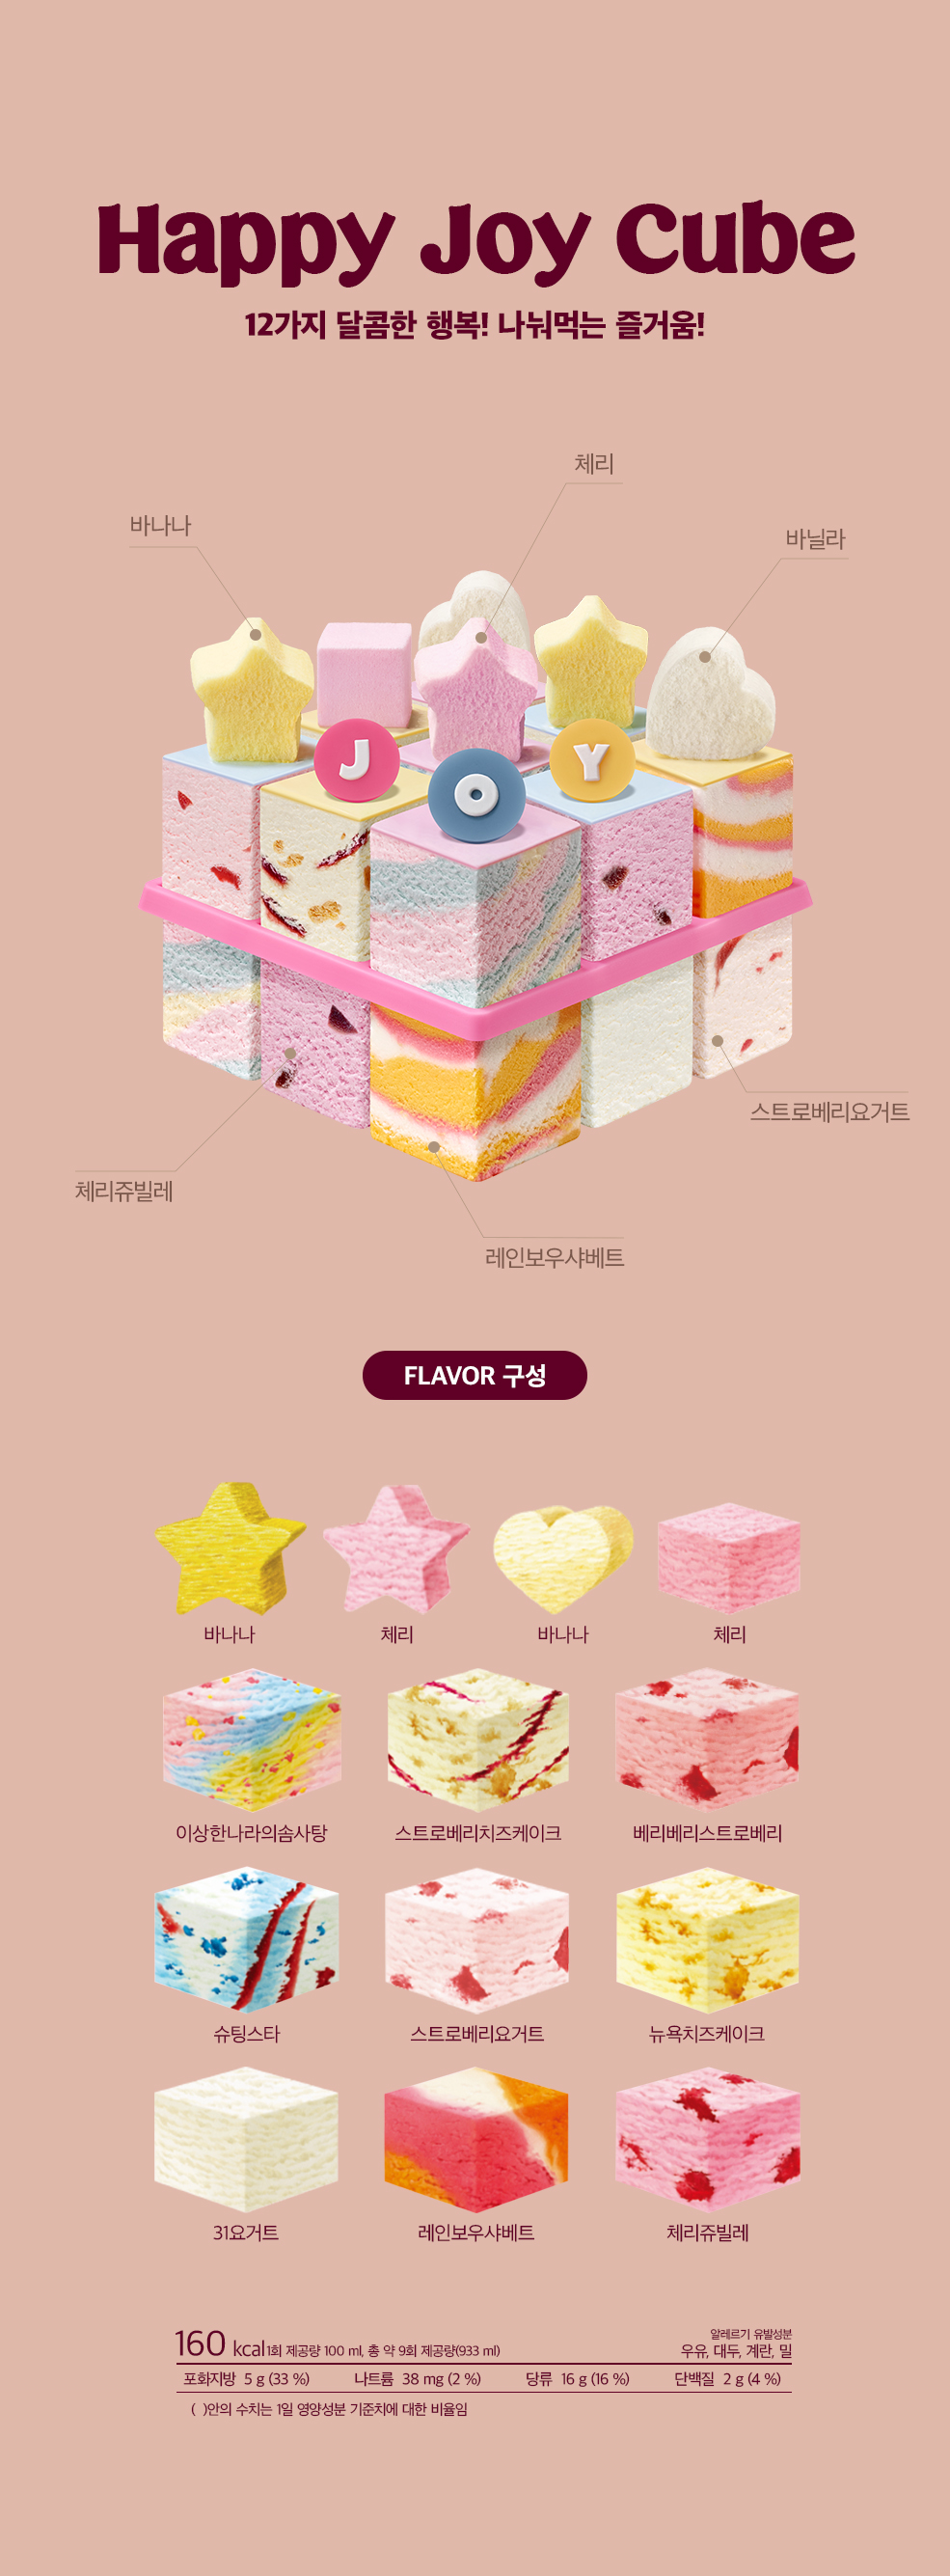 Happy Joy Cube
12가지 달콤한 행복! 나눠먹는 즐거움!
체리
바나나
바닐라
J O Y
스트로베리요거트
체리쥬빌레
레인보우샤베트
FLAVOR 구성
바나나 체리 바나나 체리
이상한나라의솜사탕 스트로베리치즈케이크 베리베리스트로베리
슈팅스타 스트로베리요거트 뉴욕치즈케이크
31요거트 레인보우샤베트 체리쥬빌레
알레르기 유발성분
160 kcal 1회 제공량 100 ml, 총 약 9회 제공량(933 ml) 우유, 대두, 계란, 밀
포화지방 5 g (33 %) 나트륨 38 mg (2 %) 당류 16 g (16 %) 단백질 2 g (4 %)
( )안의 수치는 1일 영양성분 기준치에 대한 비율임